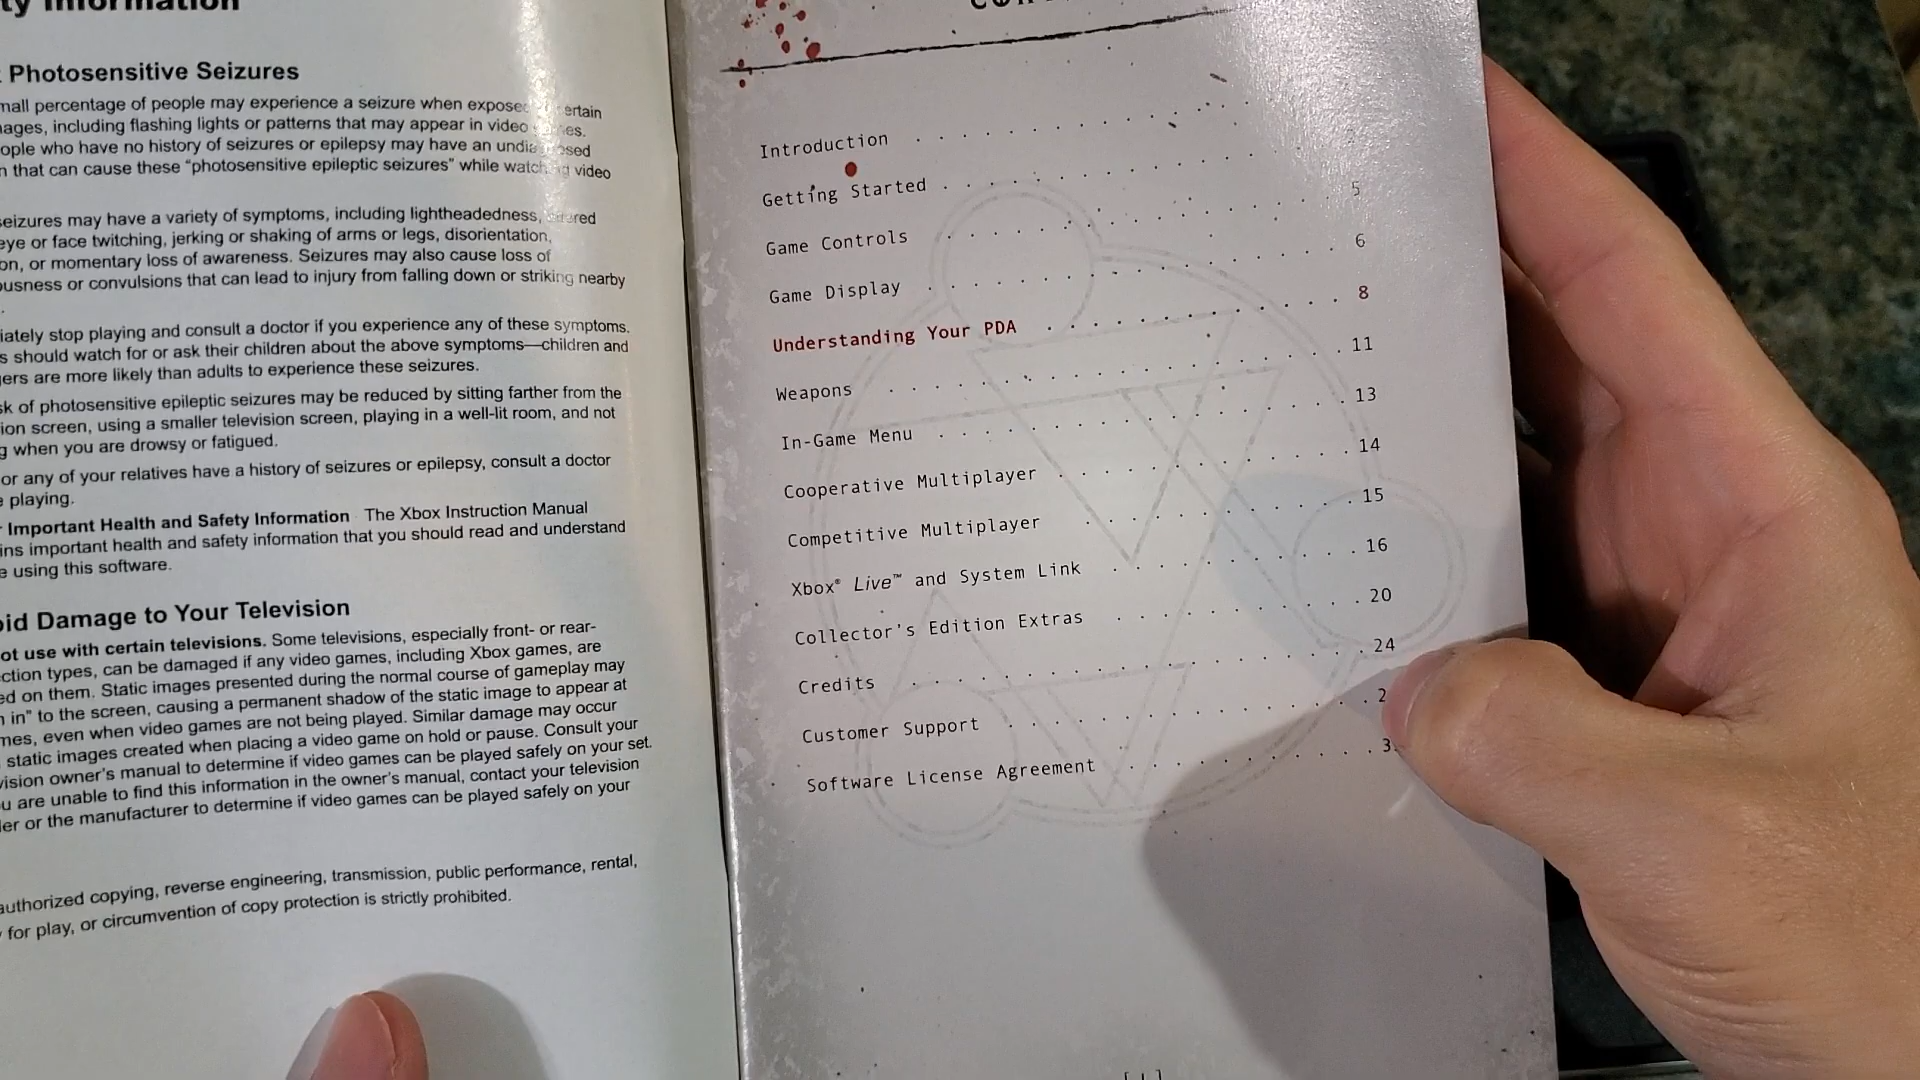 ty Information
Photosensitive Seizures
mall percentage of people may experience a seizure when exposed ertain
ages, including flashing lights or patterns that may appear in video
ople who have no history of seizures or epilepsy may have an undiagnosed
n that can cause these “photosensitive epileptic seizures” while watching video
seizures may have a variety of symptoms, including lightheadedness,
eye or face twitching, jerking or shaking of arms or legs, disorientation,
on, or momentary loss of awareness. Seizures may also cause loss of
ousness or convulsions that can lead to injury from falling down or striking nearby
.
iately stop playing and consult a doctor if you experience any of these symptoms.
s should watch for or ask their children about the above symptoms—children and
gers are more likely than adults to experience these seizures.
sk of photosensitive epileptic seizures may be reduced by sitting farther from the
ion screen, using a smaller television screen, playing in a well-lit room, and not
g when you are drowsy or fatigued.
or any of your relatives have a history of seizures or epilepsy, consult a doctor
e playing.
r Important Health and Safety Information The Xbox Instruction Manual
ins important health and safety information that you should read and understand
e using this software.
oid Damage to Your Television
ot use with certain televisions. Some televisions, especially front- or rear-
ction types, can be damaged if any video games, including Xbox games, are
ed on them. Static images presented during the normal course of gameplay may
n in” to the screen, causing a permanent shadow of the static image to appear at
mes, even when video games are not being played. Similar damage may occur
static images created when placing a video game on hold or pause. Consult your
vision owner's manual to determine if video games can be played safely on your set.
u are unable to find this information in the owner's manual, contact your television
ler or the manufacturer to determine if video games can be played safely on your
authorized copying, reverse engineering, transmission, public performance, rental,
y for play, or circumvention of copy protection is strictly prohibited.
Introduction . . . . . . . . . . . . .
Getting Started . . . . . . . . . . . . .
Game Controls . . . . . . . . . . . . . 5
Game Display . . . . . . . . . . . . . 6
Understanding Your PDA . . . . . . . . . . . . . 8
Weapons . . . . . . . . . . . . . 11
In-Game Menu . . . . . . . . . . . . . 13
Cooperative Multiplayer . . . . . . . . . . . . . 14
Competitive Multiplayer . . . . . . . . . . . . 15
Xbox® Live™ and System Link . . . . . . . . . . 16
Collector's Edition Extras . . . . . . . . . . 20
Credits . . . . . . . . . . . . . 24
Customer Support . . . . . . . . . . . . . 2
Software License Agreement . . . . . . . . . . 3